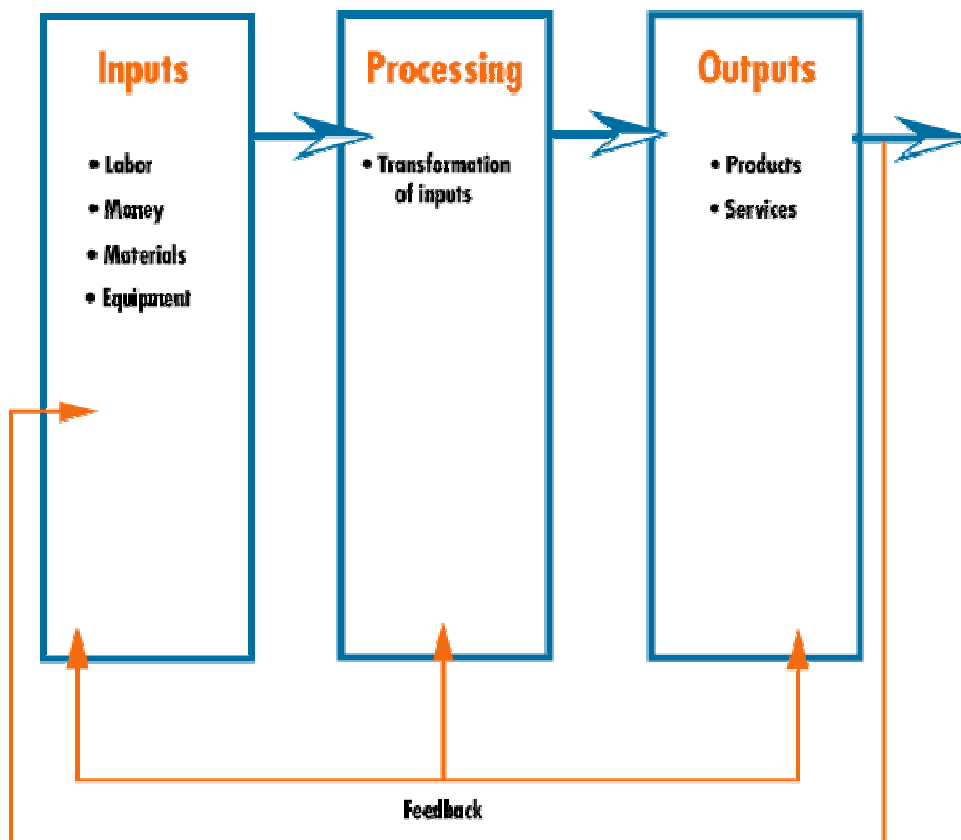 Inputs
• Labor
• Money
• Materials
• Equipment
Processing
• Transformation
of inputs
Outputs
• Products
• Services
Feedback